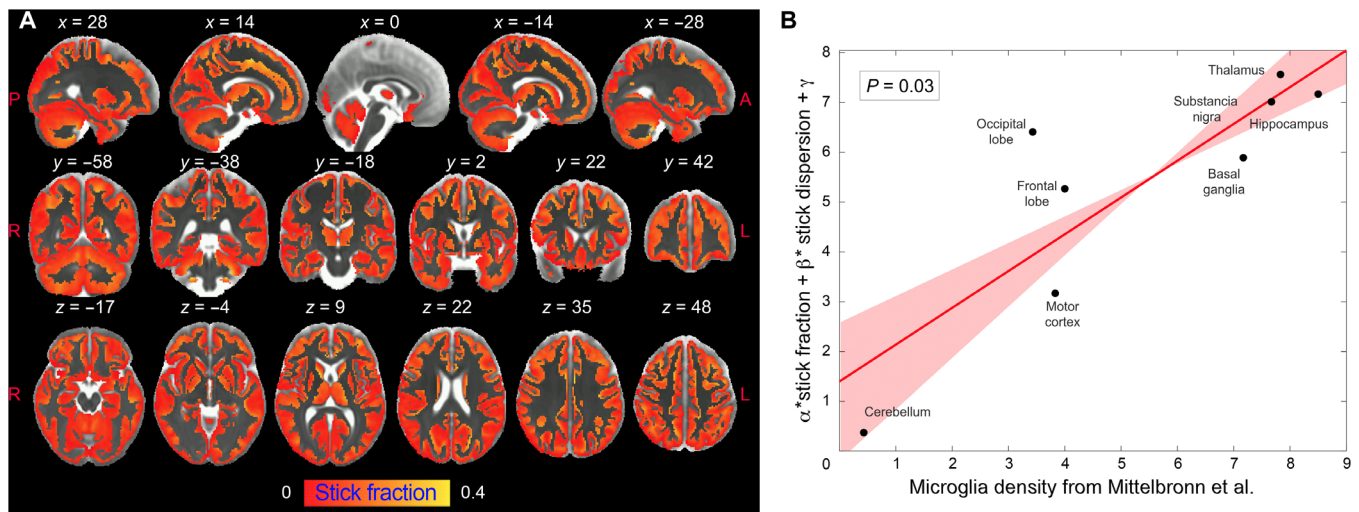 A
x = 28
x = 14
x = 0
x = −14
x = −28
P
A
y = −58
y = −38
y = −18
y = 2
y = 22
y = 42
R
L
z = −17
z = −4
z = 9
z = 22
z = 35
z = 48
R
L
0
Stick fraction
0.4
B
α*stick fraction + β* stick dispersion + γ
8
7
6
5
4
3
2
1
P = 0.03
Thalamus
Substancia
nigra
Hippocampus
Occipital
lobe
Basal
ganglia
Frontal
lobe
Motor
cortex
Cerebellum
0
1
2
3
4
5
6
7
8
9
Microglia density from Mittelbronn et al.